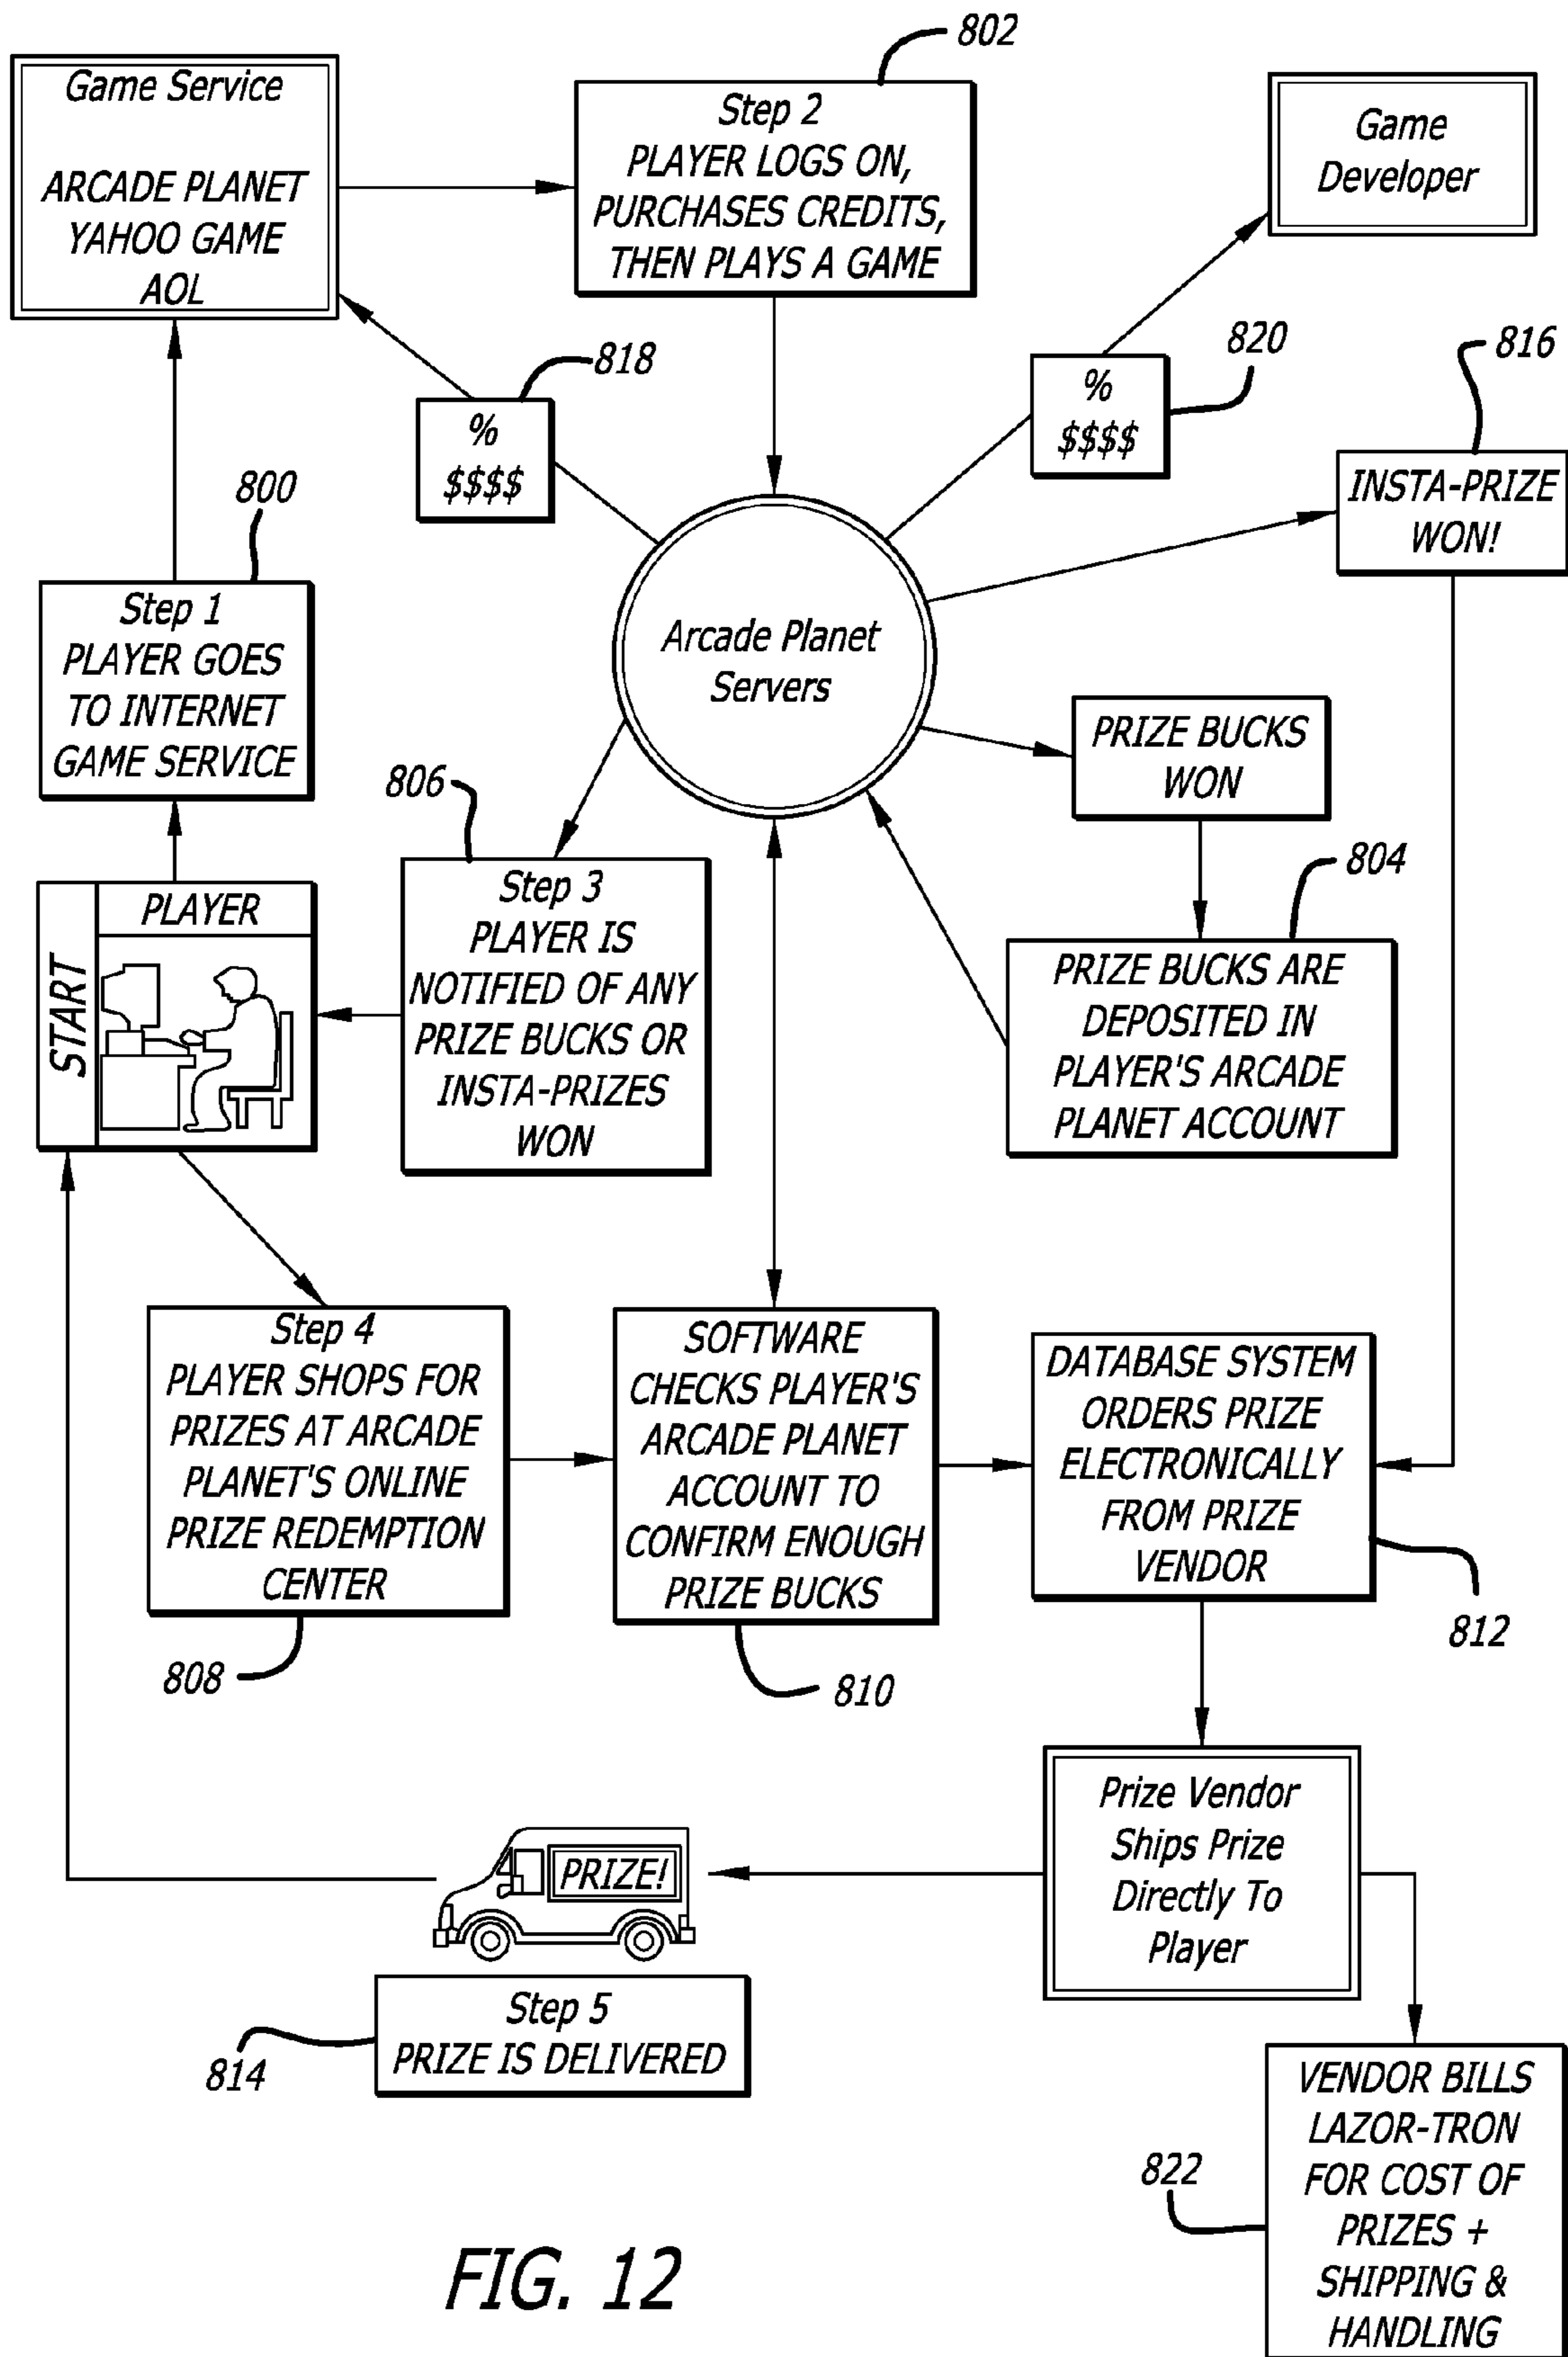 802
Game Service
ARCADE PLANET
YAHOO GAME
AOL
Step 2
PLAYER LOGS ON,
PURCHASES CREDITS,
THEN PLAYS A GAME
Game
Developer
818
%
$$$$
820
%
$$$$
816
INSTA-PRIZE
WON!
800
Step 1
PLAYER GOES
TO INTERNET
GAME SERVICE
Arcade Planet
Servers
PRIZE BUCKS
WON
806
Step 3
PLAYER IS
NOTIFIED OF ANY
PRIZE BUCKS OR
INSTA-PRIZES
WON
START
PLAYER
804
PRIZE BUCKS ARE
DEPOSITED IN
PLAYER'S ARCADE
PLANET ACCOUNT
Step 4
PLAYER SHOPS FOR
PRIZES AT ARCADE
PLANET'S ONLINE
PRIZE REDEMPTION
CENTER
808
SOFTWARE
CHECKS PLAYER'S
ARCADE PLANET
ACCOUNT TO
CONFIRM ENOUGH
PRIZE BUCKS
810
DATABASE SYSTEM
ORDERS PRIZE
ELECTRONICALLY
FROM PRIZE
VENDOR
812
Prize Vendor
Ships Prize
Directly To
Player
PRIZE!
Step 5
PRIZE IS DELIVERED
814
VENDOR BILLS
LAZOR-TRON
FOR COST OF
PRIZES +
SHIPPING &
HANDLING
822
FIG. 12